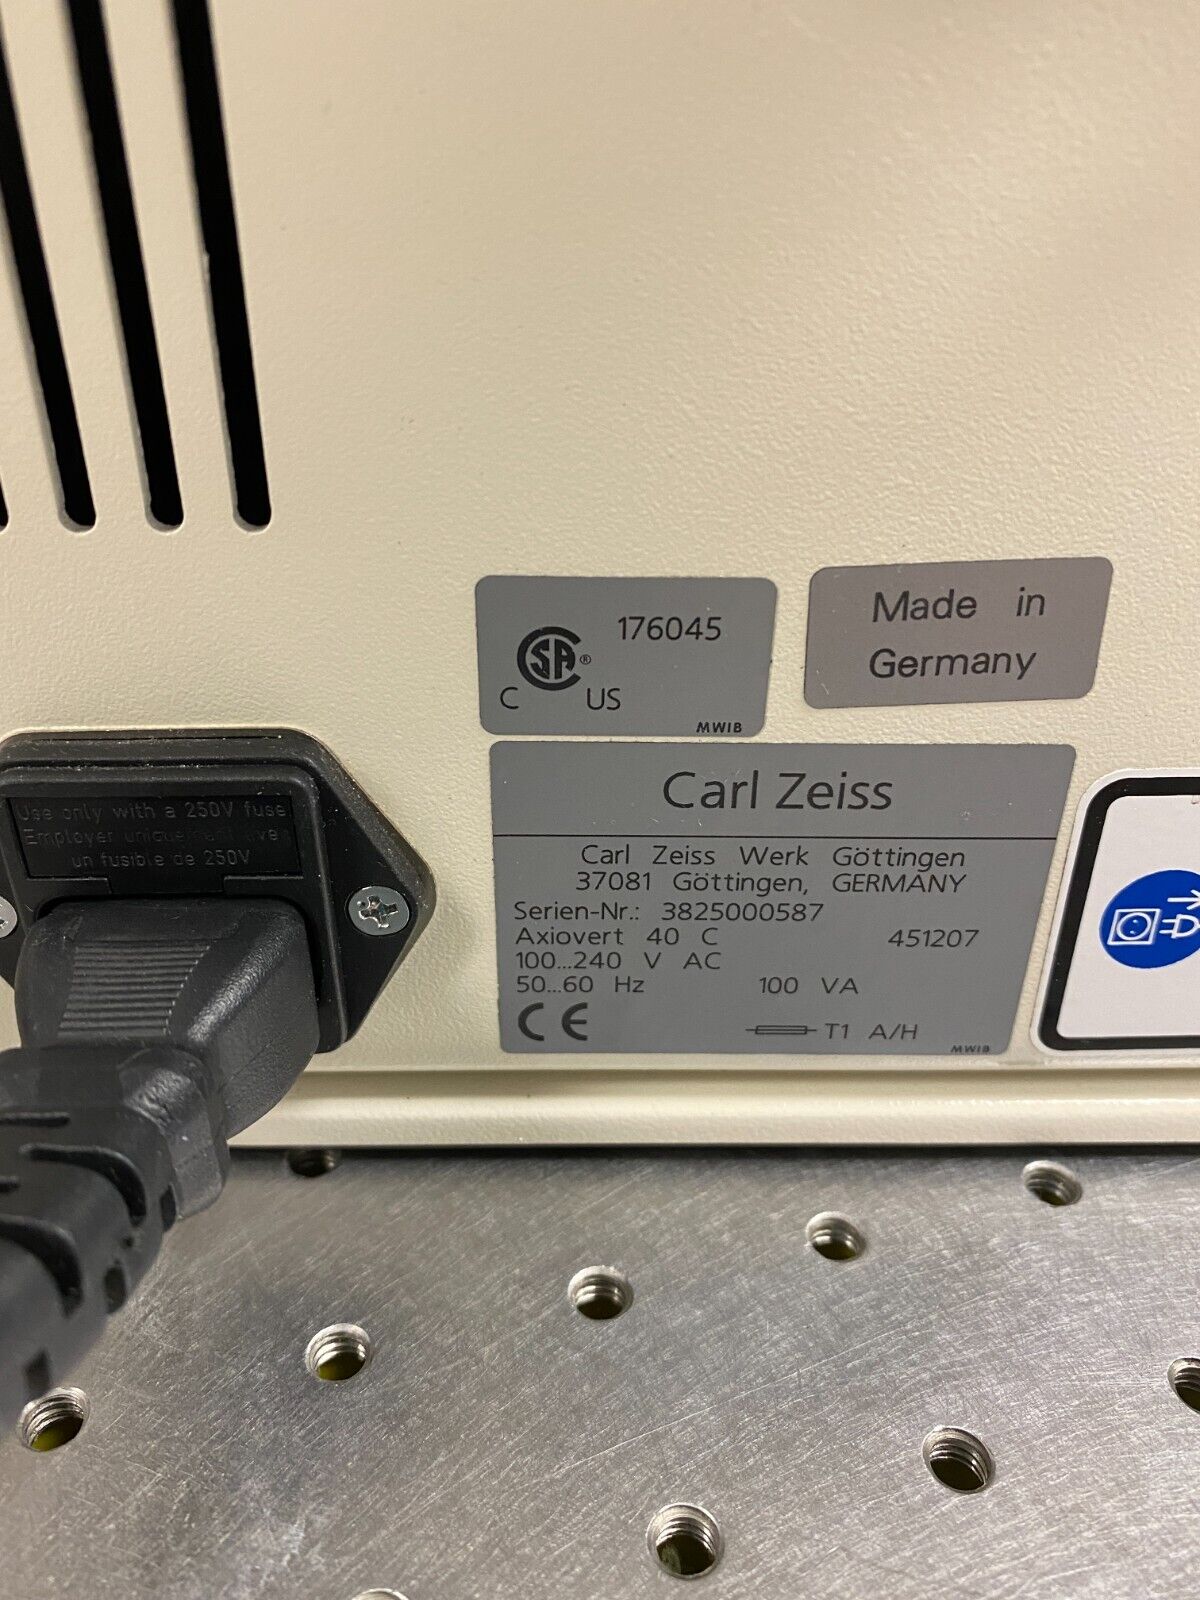 176045
CSA®
C US
MWIB
Made in
Germany
Carl Zeiss
Carl Zeiss Werk Göttingen
37081 Göttingen, GERMANY
Serien-Nr.: 3825000587
Axiovert 40 C 451207
100...240 V AC
50...60 Hz 100 VA
CE T1 A/H
MWIB
Use only with a 250V fuse
Employer uniquement avec
un fusible de 250V